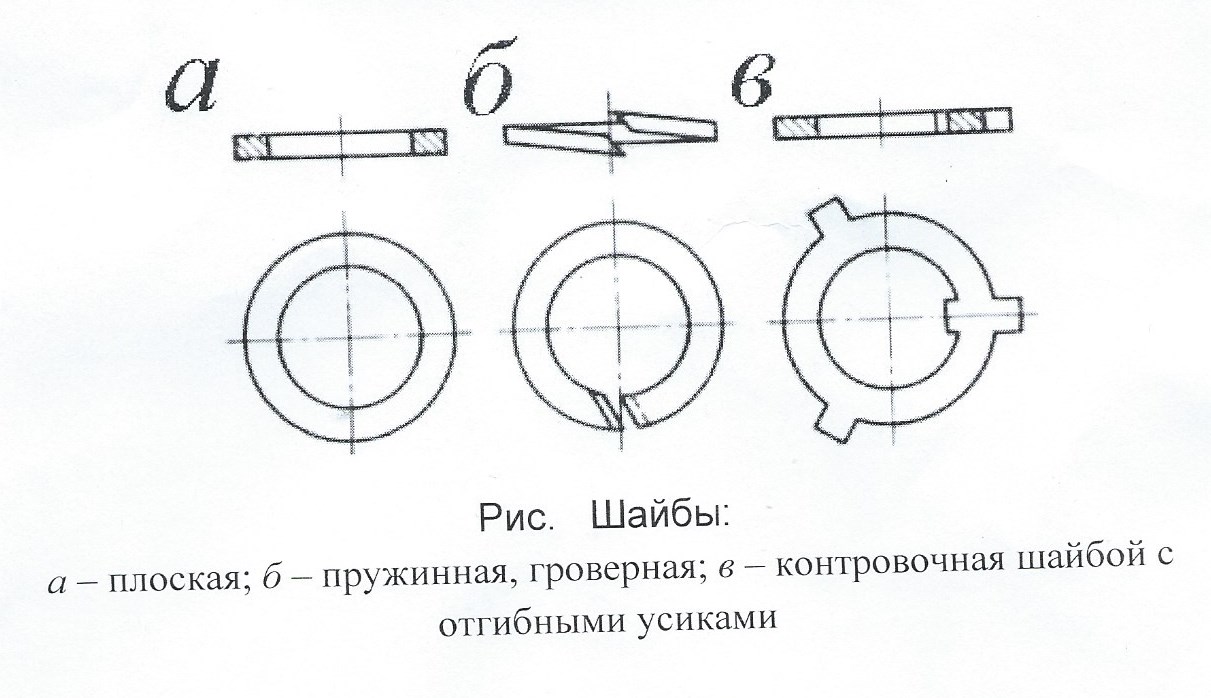 а б в
Рис. Шайбы:
а – плоская; б – пружинная, гроверная; в – контровочная шайбой с
отгибными усиками